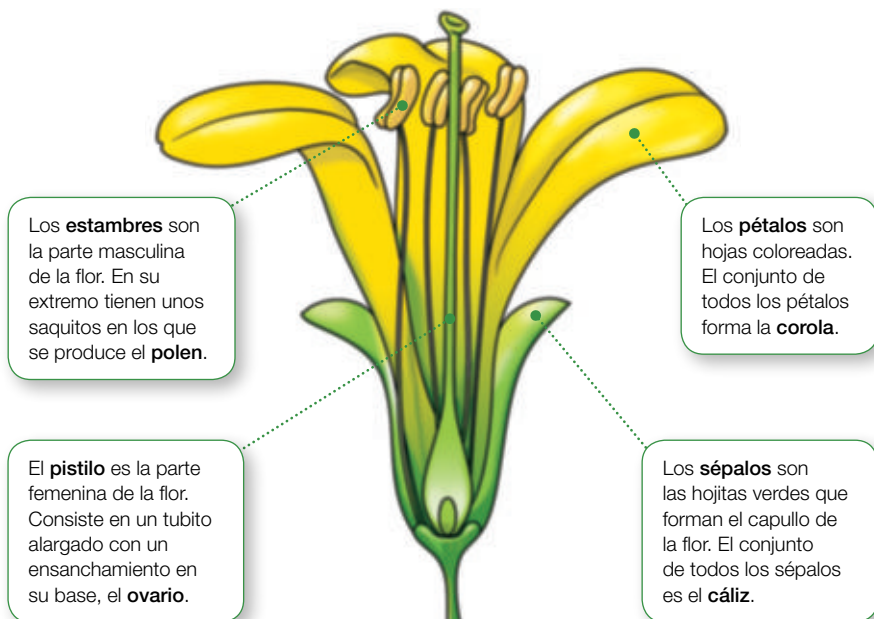 Los estambres son
la parte masculina
de la flor. En su
extremo tienen unos
saquitos en los que
se produce el polen.
Los pétalos son
hojas coloreadas.
El conjunto de
todos los pétalos
forma la corola.
El pistilo es la parte
femenina de la flor.
Consiste en un tubito
alargado con un
ensanchamiento en
su base, el ovario.
Los sépalos son
las hojitas verdes que
forman el capullo de
la flor. El conjunto
de todos los sépalos
es el cáliz.